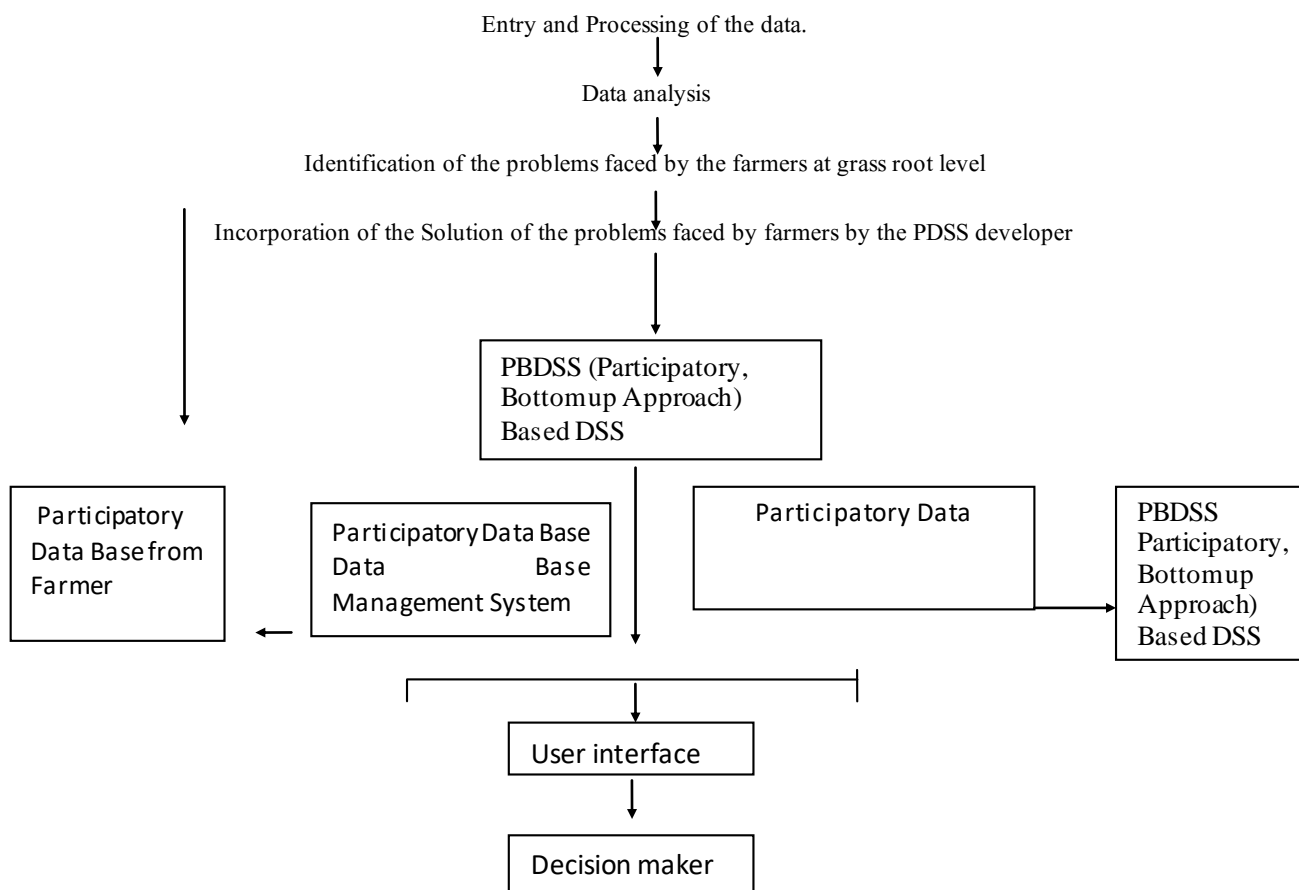 Entry and Processing of the data.
Data analysis
Identification of the problems faced by the farmers at grass root level
Incorporation of the Solution of the problems faced by farmers by the PDSS developer
PBDSS (Participatory,
Bottomup Approach)
Based DSS
Participatory
Data Base from
Farmer
Participatory Data Base
Data Base
Management System
Participatory Data
PBDSS
Participatory,
Bottomup
Approach)
Based DSS
User interface
Decision maker